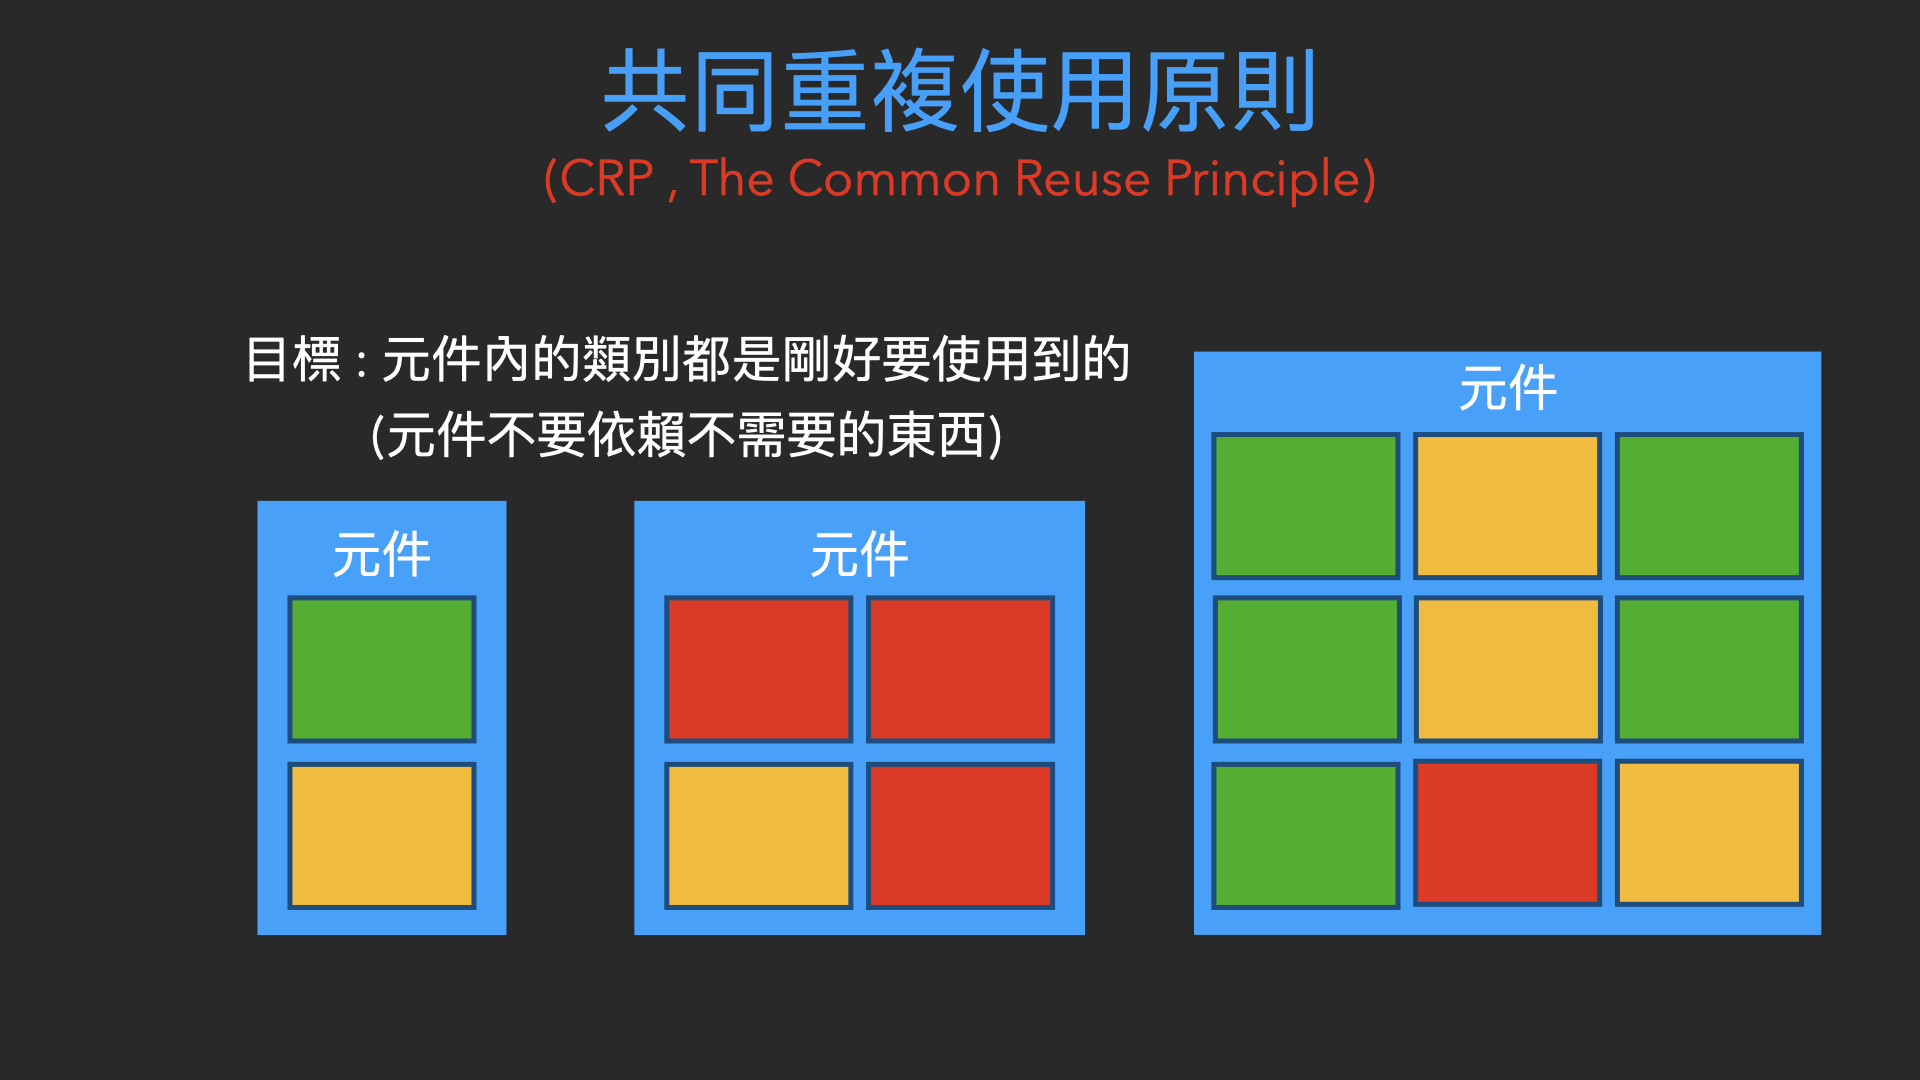 共同重複使用原則
(CRP , The Common Reuse Principle)
目標 : 元件內的類別都是剛好要使用到的
(元件不要依賴不需要的東西)
元件
元件
元件